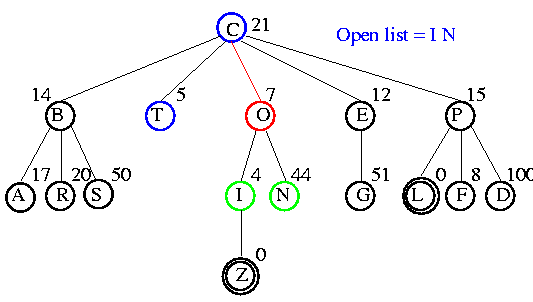 C 21
Open list = I N
14 5 7 12 15
B T O E P
17 20 50 4 44 51 0 8 100
A R S I N G L F D
0
Z